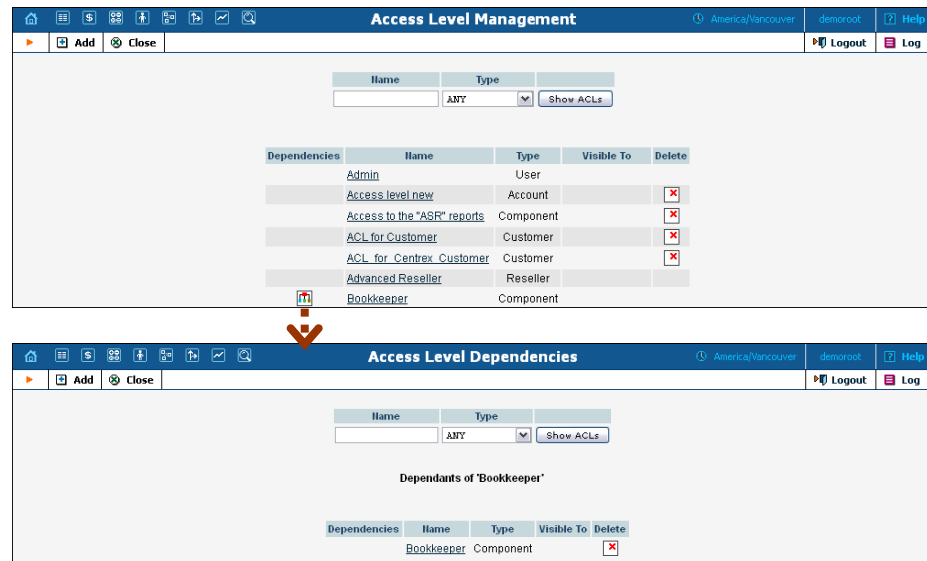 Access Level Management America/Vancouver demoroot ? Help
Add Close Logout Log
Name Type
ANY Show ACLs
Dependencies Name Type Visible To Delete
Admin User
Access level new Account
Access to the "ASR" reports Component
ACL for Customer Customer
ACL_for_Centrex_Customer Customer
Advanced Reseller Reseller
Bookkeeper Component
Access Level Dependencies America/Vancouver demoroot ? Help
Add Close Logout Log
Name Type
ANY Show ACLs
Dependants of 'Bookkeeper'
Dependencies Name Type Visible To Delete
Bookkeeper Component